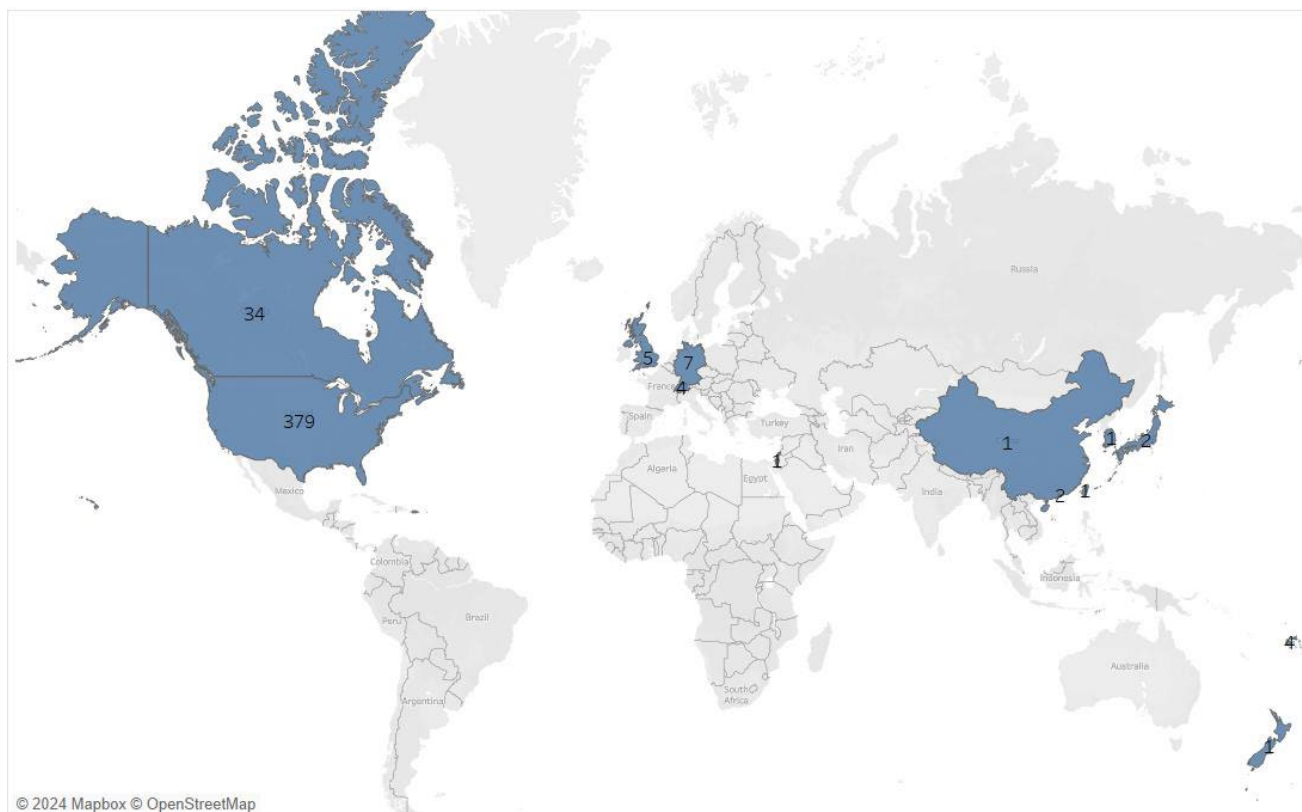 Russia
34
5
7
France
4
Spain
Turkey
379
1
1
2
1
Iran
Algeria
Egypt
2
1
India
Mexico
Colombia
Indonesia
Peru
Brazil
4
Australia
South
Africa
Argentina
1
© 2024 Mapbox © OpenStreetMap